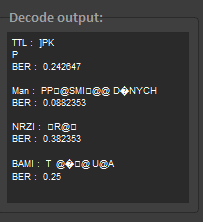 Decode output:
TTL : ]PK
P
BER : 0.242647
Man : PP□@SMI□@@ D�NYCH
BER : 0.0882353
NRZI : □R@□
BER : 0.382353
BAMI : T @�□@ U@A
BER : 0.25